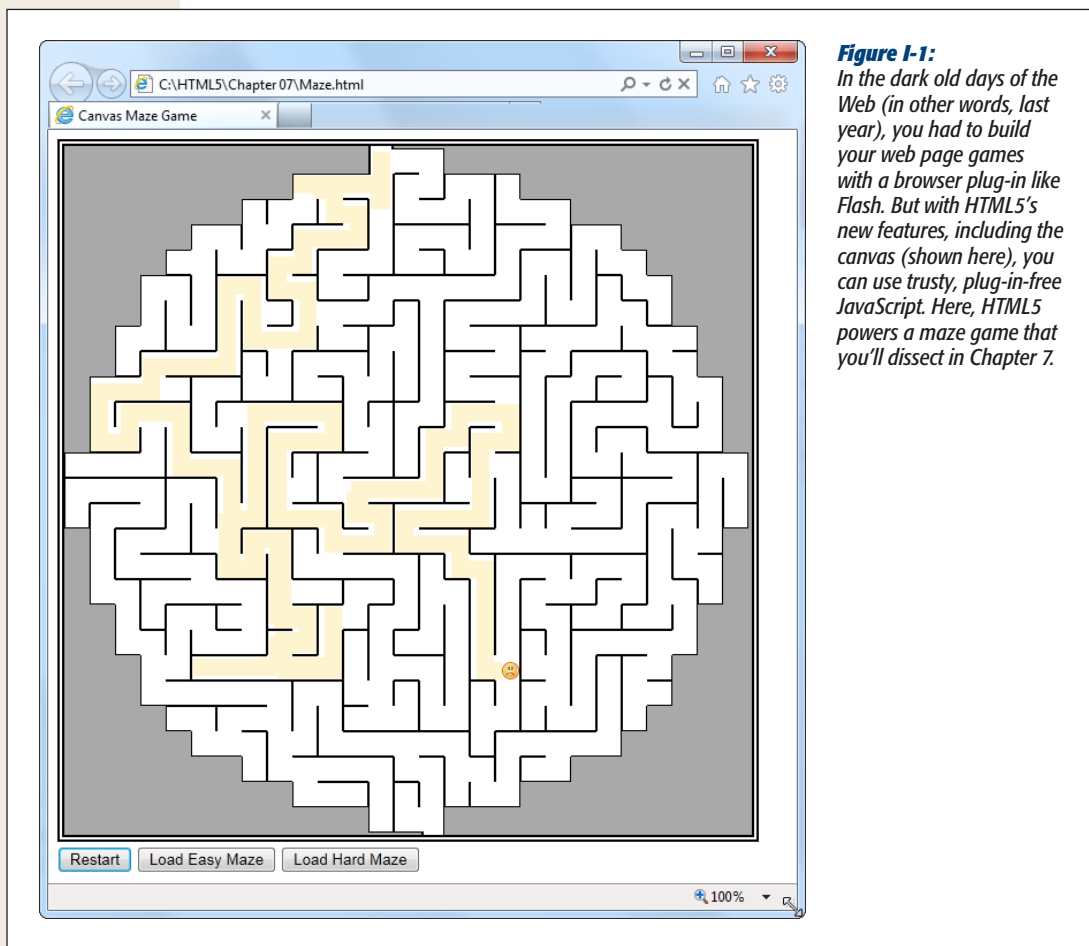 C:\HTML5\Chapter 07\Maze.html
Canvas Maze Game
Restart
Load Easy Maze
Load Hard Maze
100%
Figure I-1:
In the dark old days of the
Web (in other words, last
year), you had to build
your web page games
with a browser plug-in like
Flash. But with HTML5’s
new features, including the
canvas (shown here), you
can use trusty, plug-in-free
JavaScript. Here, HTML5
powers a maze game that
you’ll dissect in Chapter 7.